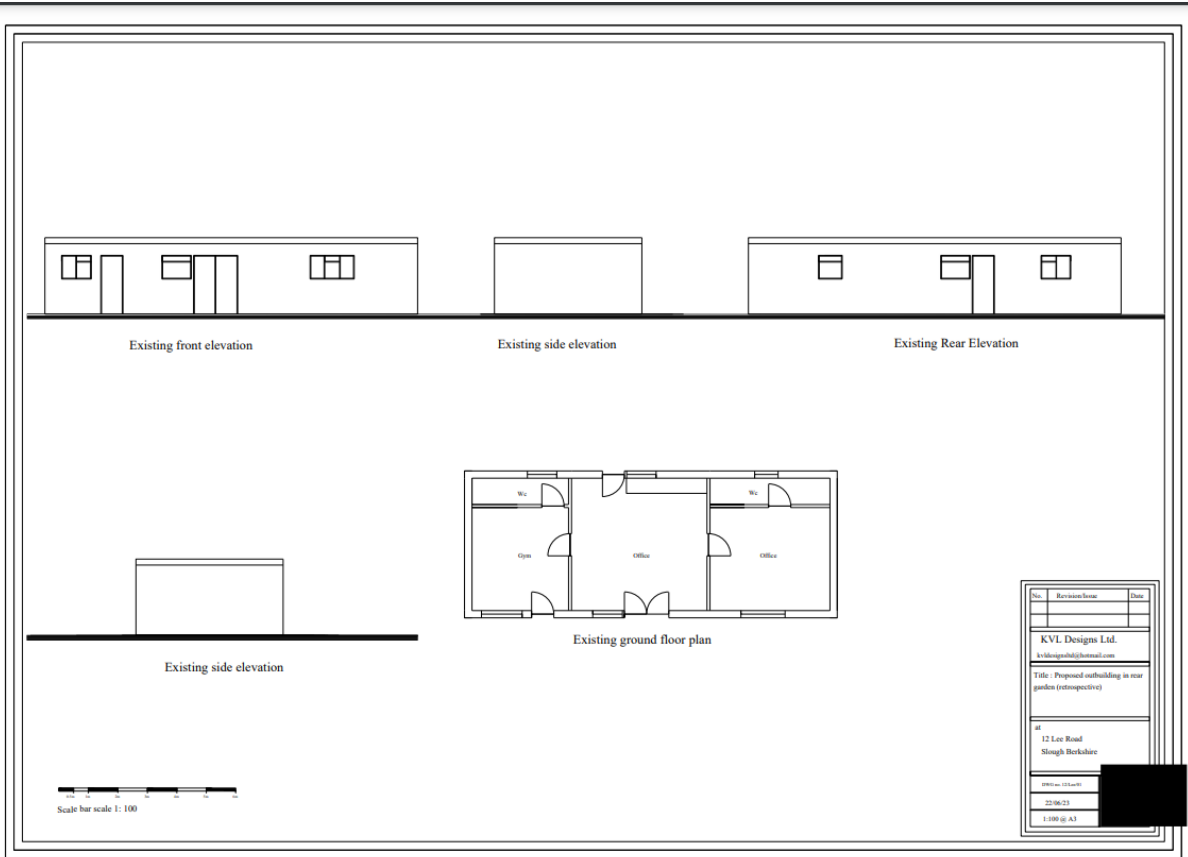 Existing front elevation
Existing side elevation
Existing Rear Elevation
Wc
Wc
Gym
Office
Office
Existing ground floor plan
Existing side elevation
Scale bar scale 1: 100
No. Revision/Issue Date
KVL Designs Ltd.
kvldesignsltd@hotmail.com
Title : Proposed outbuilding in rear
garden (retrospective)
at
12 Lee Road
Slough Berkshire
22/06/23
1:100 @ A3